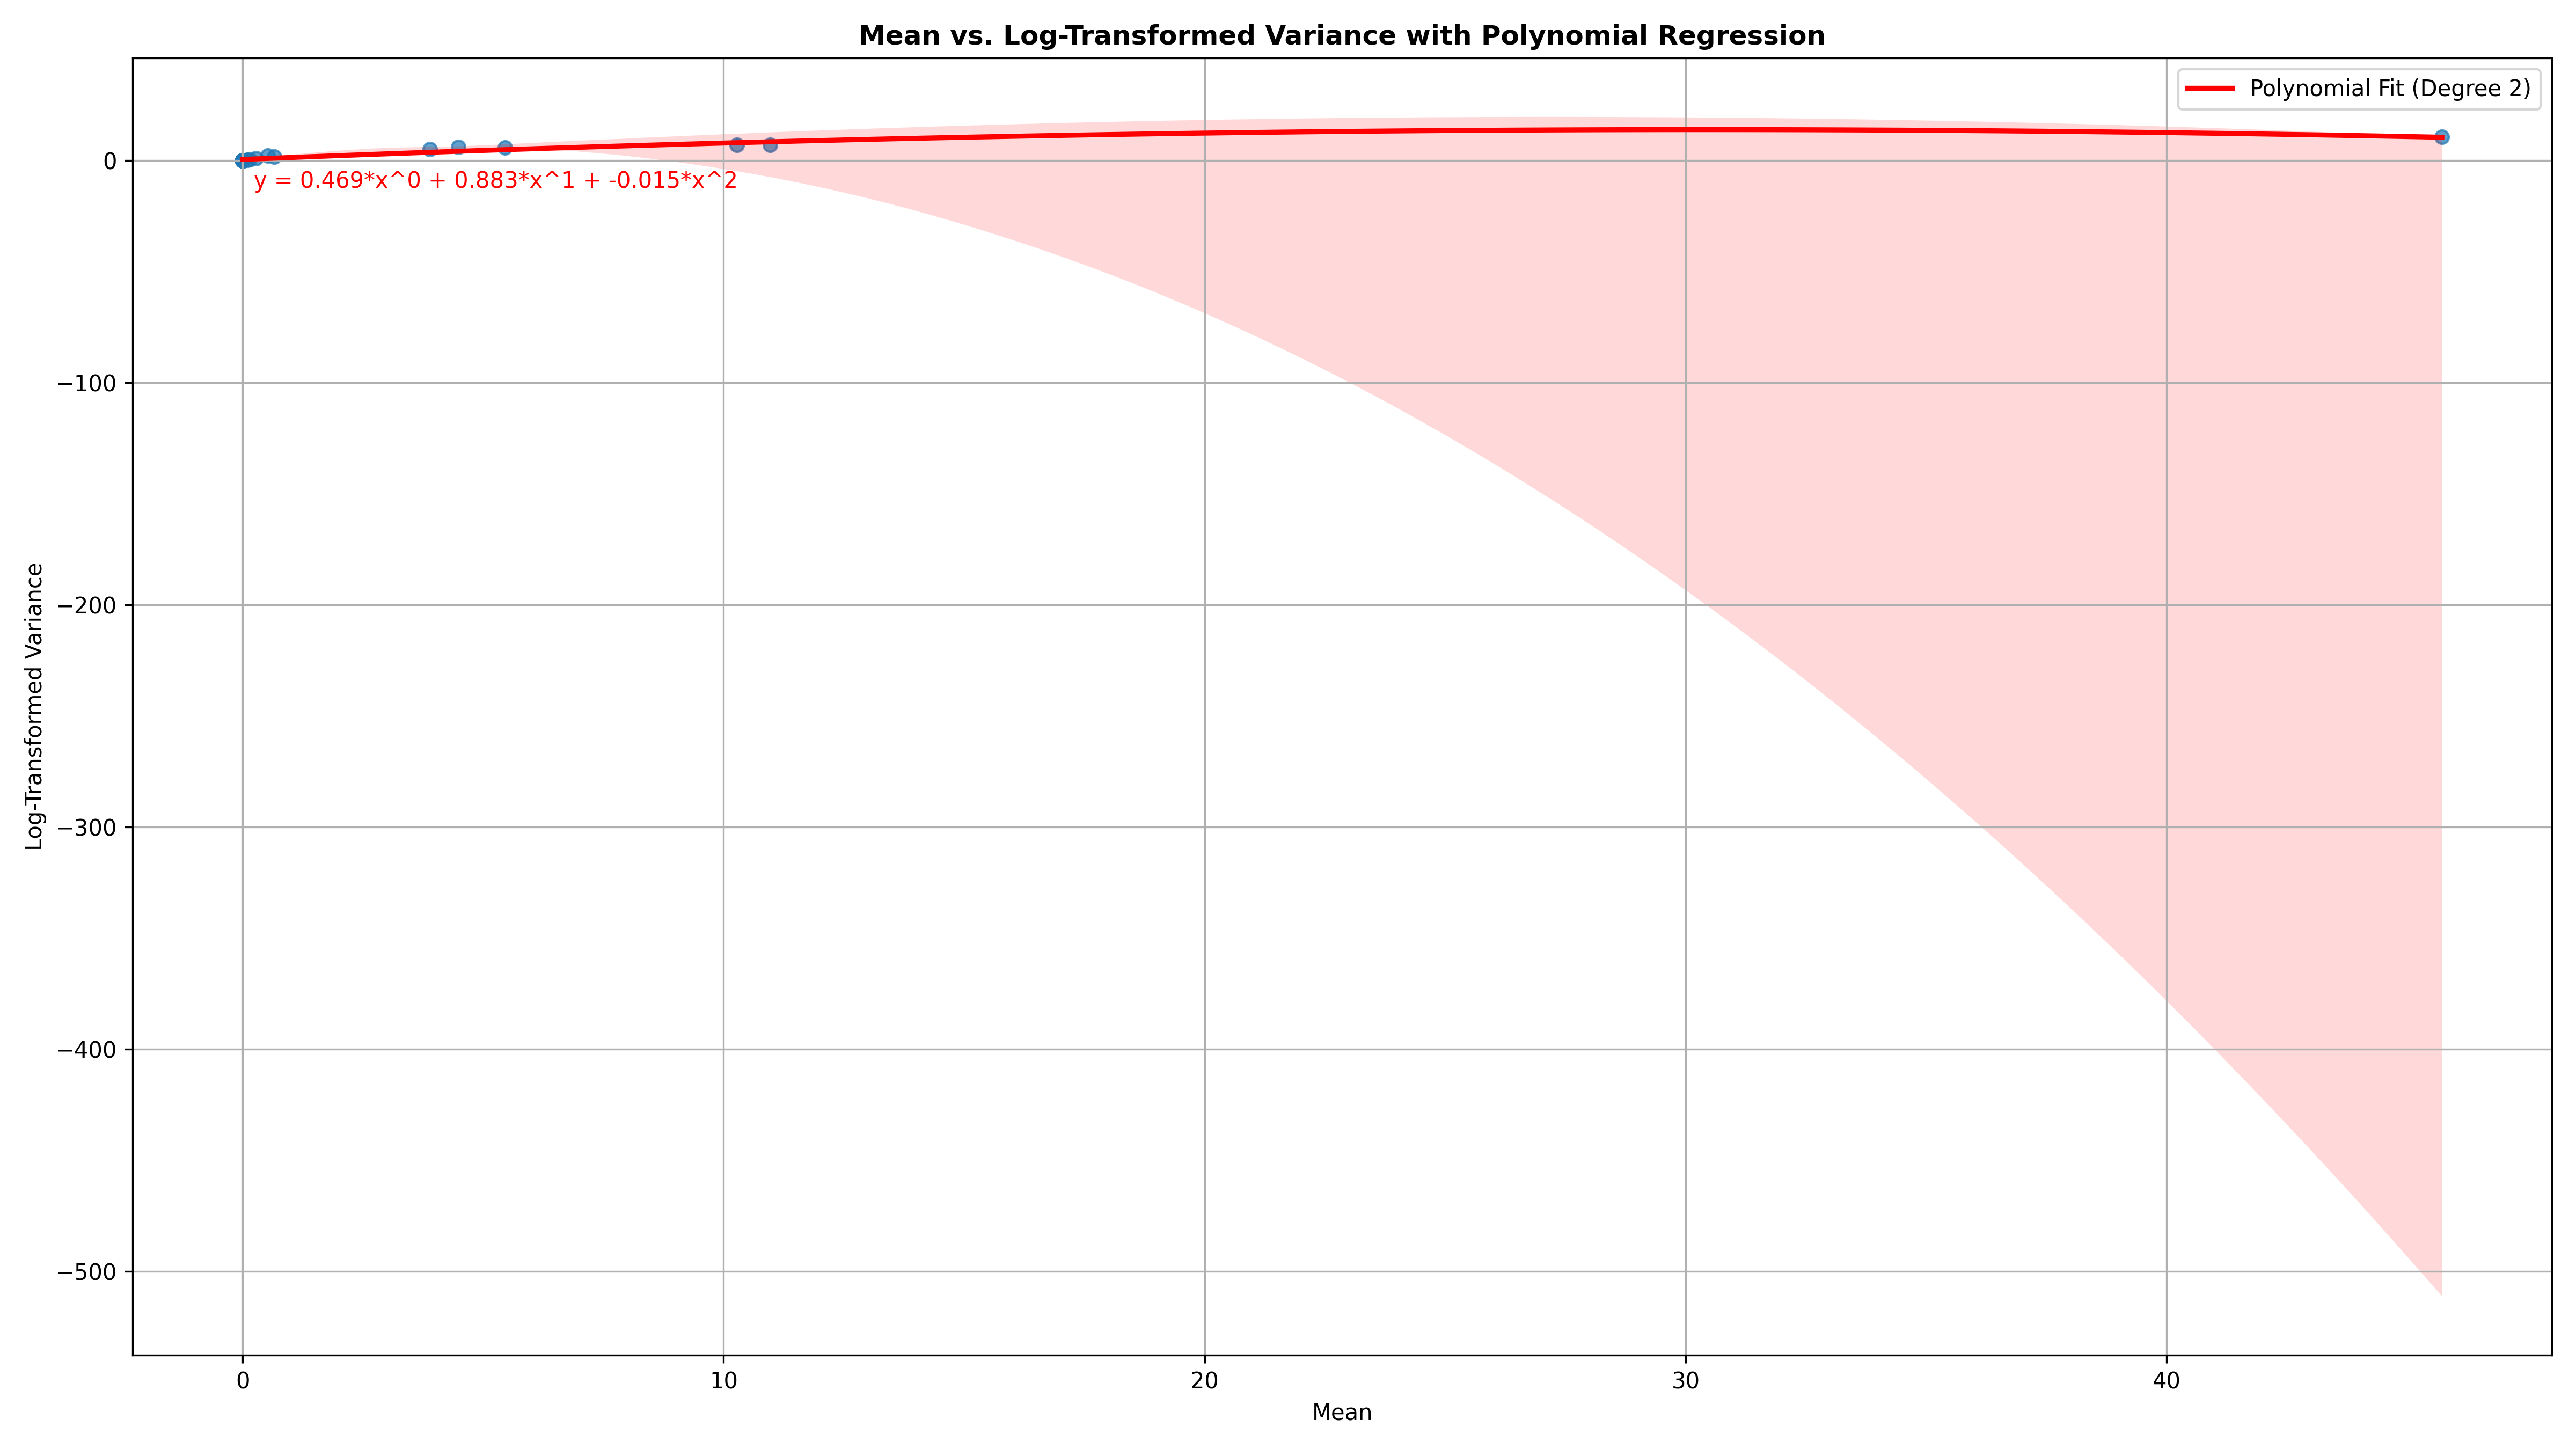 Mean vs. Log-Transformed Variance with Polynomial Regression
Polynomial Fit (Degree 2)
y = 0.469*x^0 + 0.883*x^1 + -0.015*x^2
Log-Transformed Variance
0
−100
−200
−300
−400
−500
0 10 20 30 40
Mean